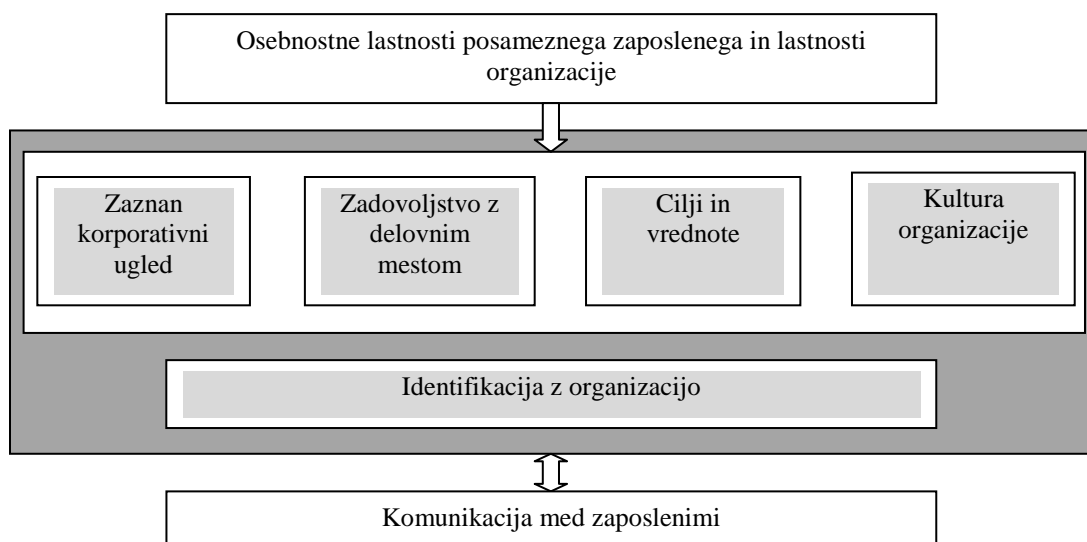 Osebnostne lastnosti posameznega zaposlenega in lastnosti
organizacije
Zaznan
korporativni
ugled
Zadovoljstvo z
delovnim
mestom
Cilji in
vrednote
Kultura
organizacije
Identifikacija z organizacijo
Komunikacija med zaposlenimi